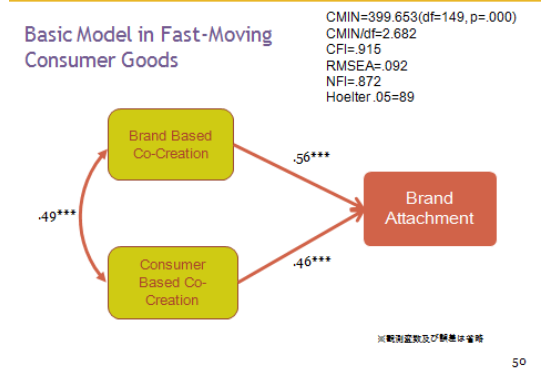 Basic Model in Fast-Moving
Consumer Goods
CMIN=399.653(df=149, p=.000)
CMIN/df=2.682
CFI=.915
RMSEA=.092
NFI=.872
Hoelter .05=89
Brand Based
Co-Creation
.56***
Brand
Attachment
.49***
Consumer
Based Co-
Creation
.46***
※観測変数及び誤差は省略
50